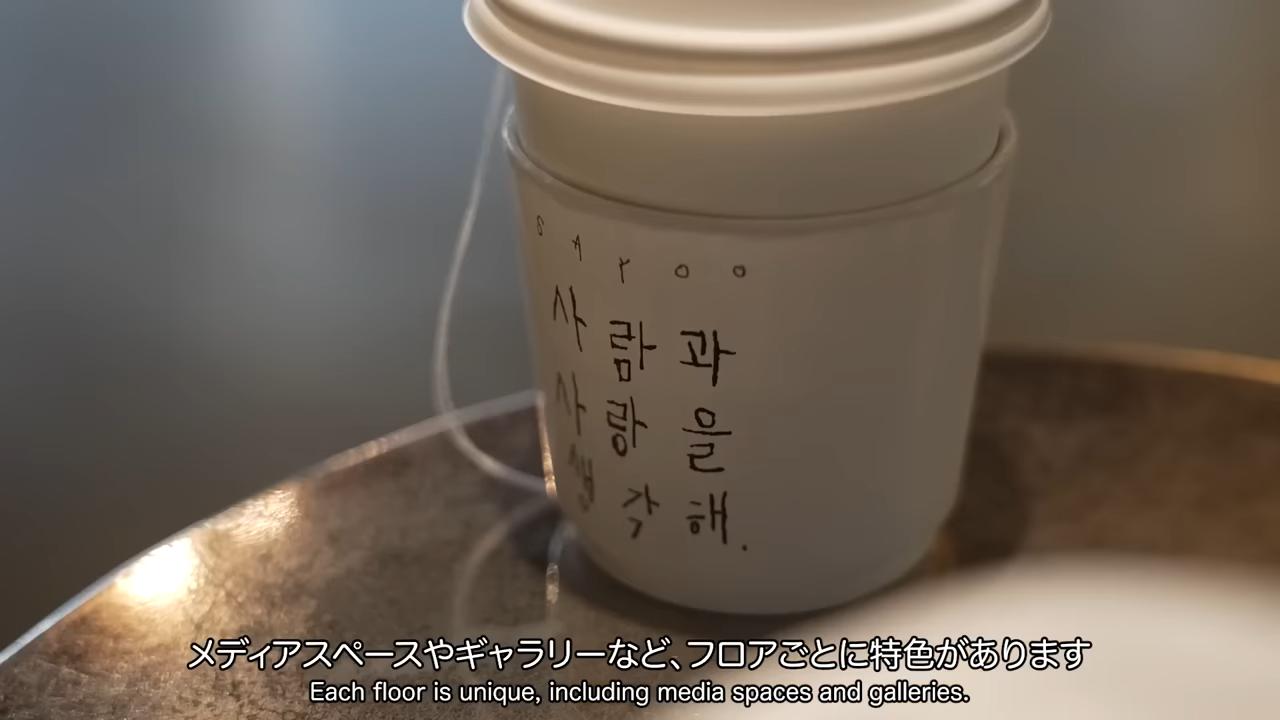 SAYOO
사람과
사랑을
생각해.
メディアスペースやギャラリーなど、フロアごとに特色があります
Each floor is unique, including media spaces and galleries.